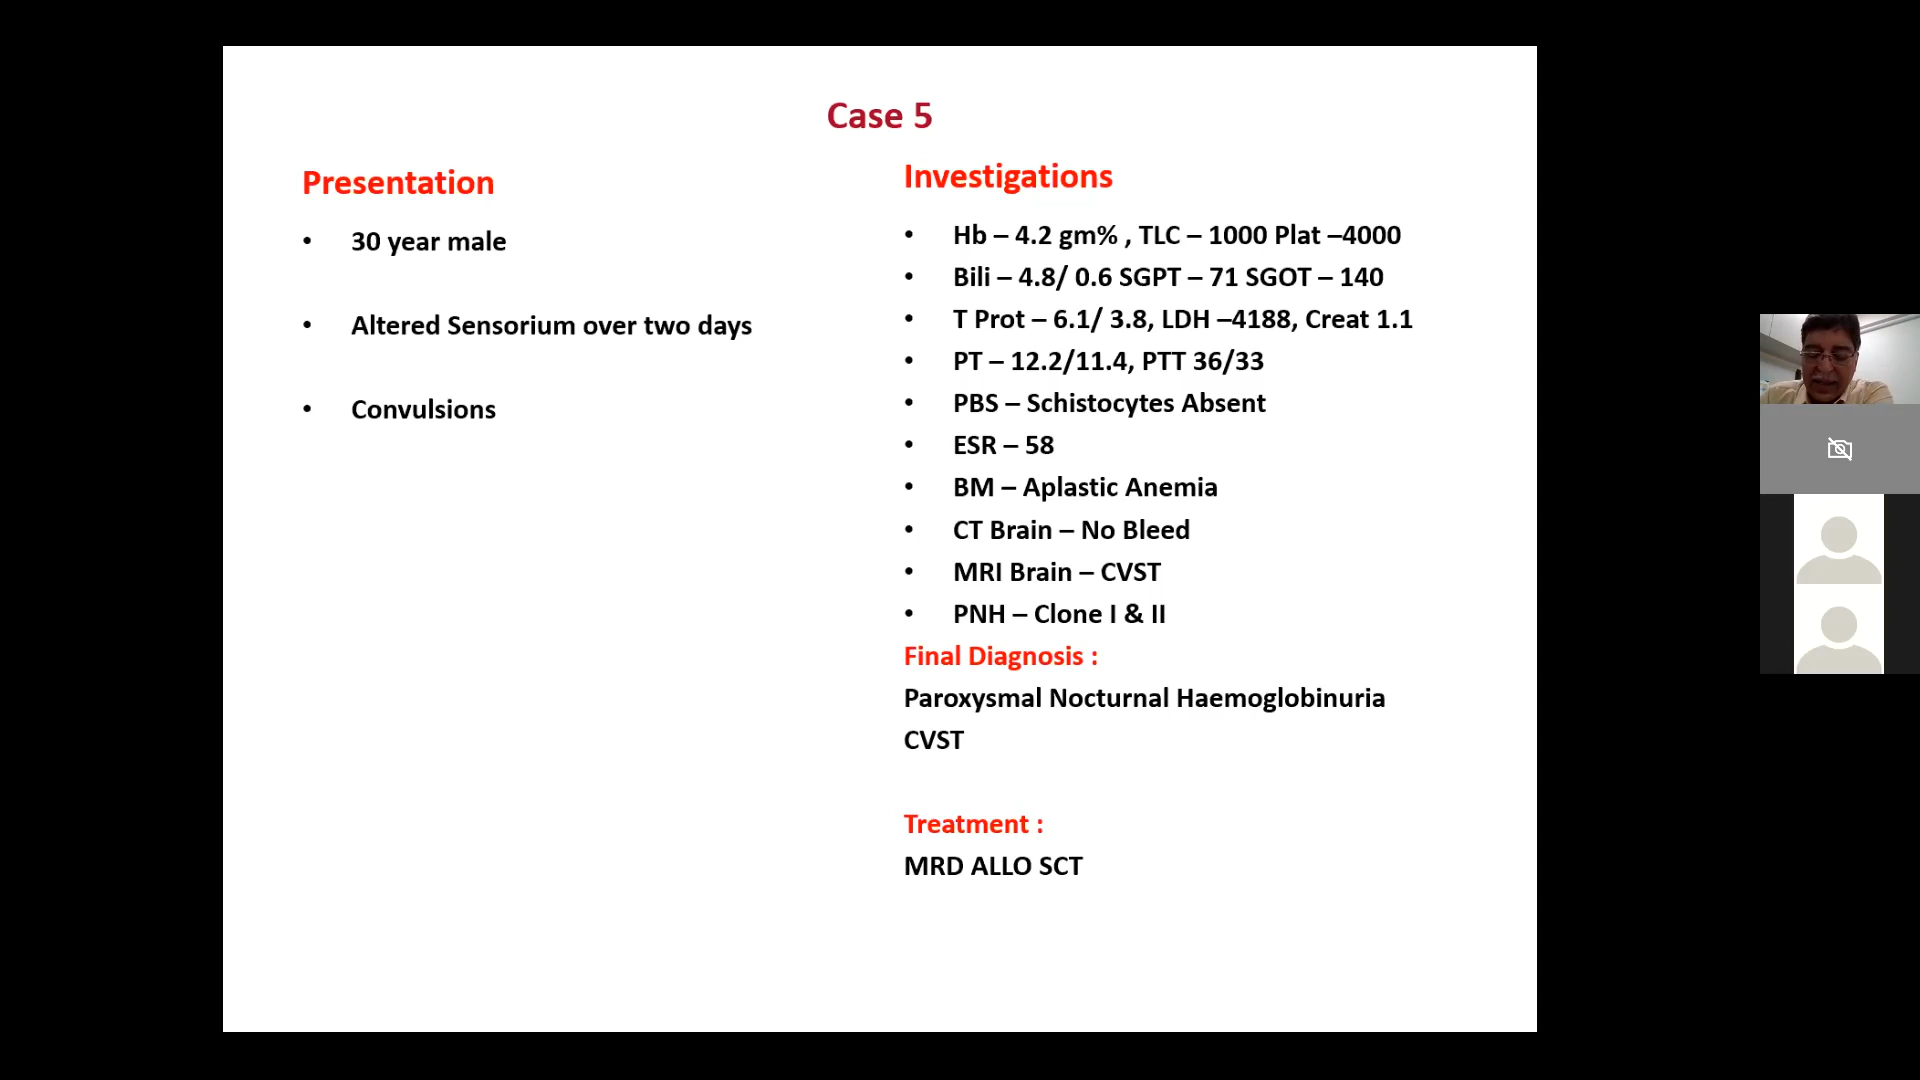 Case 5
Presentation
• 30 year male
• Altered Sensorium over two days
• Convulsions
Investigations
• Hb – 4.2 gm% , TLC – 1000 Plat –4000
• Bili – 4.8/ 0.6 SGPT – 71 SGOT – 140
• T Prot – 6.1/ 3.8, LDH –4188, Creat 1.1
• PT – 12.2/11.4, PTT 36/33
• PBS – Schistocytes Absent
• ESR – 58
• BM – Aplastic Anemia
• CT Brain – No Bleed
• MRI Brain – CVST
• PNH – Clone I & II
Final Diagnosis :
Paroxysmal Nocturnal Haemoglobinuria
CVST
Treatment :
MRD ALLO SCT